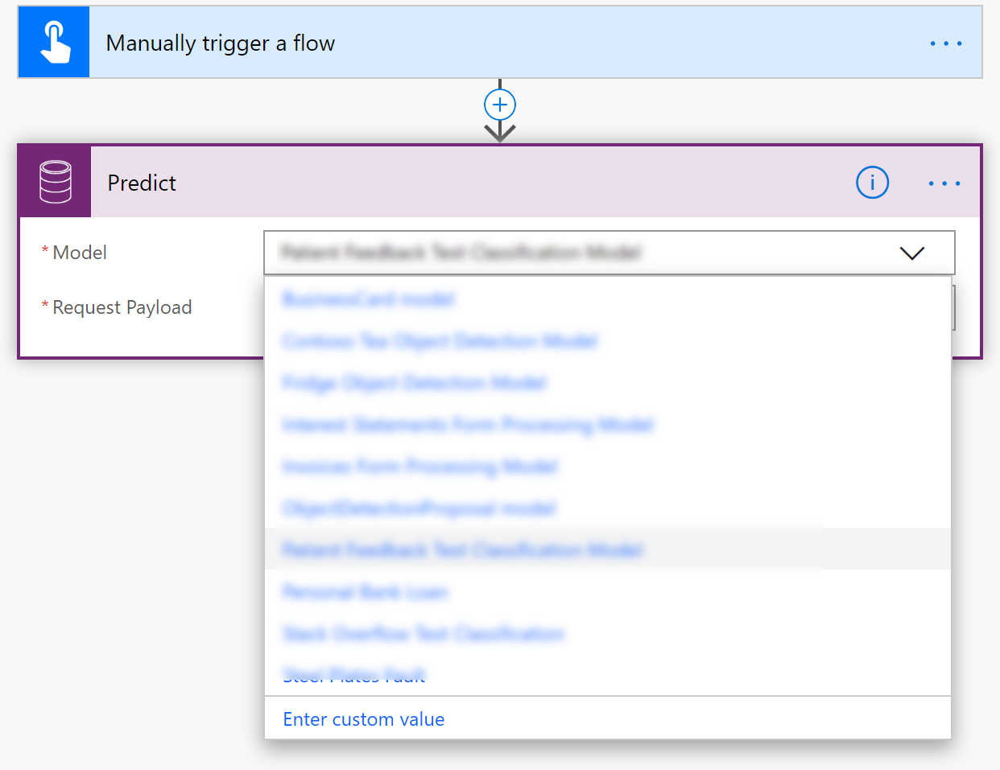 Manually trigger a flow
Predict
* Model
Patient Feedback Text Classification Model
* Request Payload
BusinessCard model
Contoso Tea Object Detection Model
Fridge Object Detection Model
Interest Statements Form Processing Model
Invoices Form Processing Model
ObjectDetectionProposal model
Patient Feedback Text Classification Model
Personal Bank Loan
Stack Overflow Text Classification
Steel Plates Fault
Enter custom value